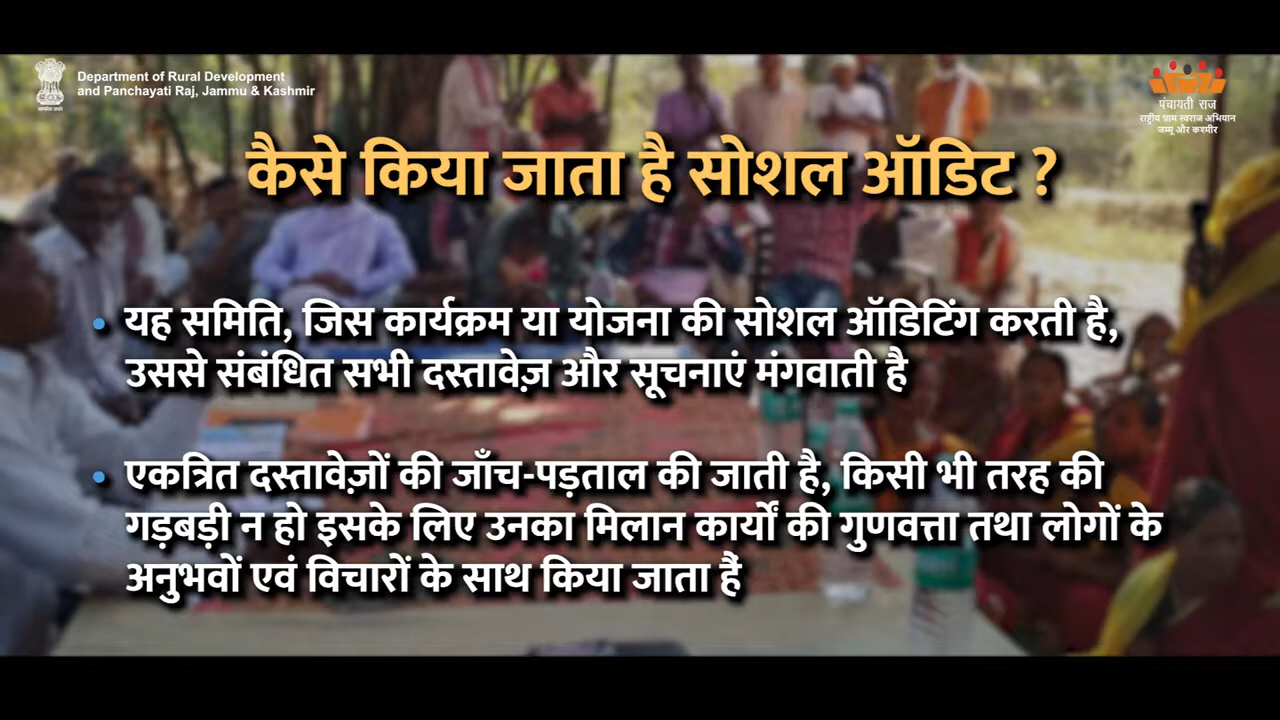 Department of Rural Development
and Panchayati Raj, Jammu & Kashmir
पंचायती राज
राष्ट्रीय ग्राम स्वराज अभियान
जम्मू और कश्मीर
कैसे किया जाता है सोशल ऑडिट ?
• यह समिति, जिस कार्यक्रम या योजना की सोशल ऑडिटिंग करती है,
उससे संबंधित सभी दस्तावेज़ और सूचनाएं मंगवाती है
• एकत्रित दस्तावेज़ों की जाँच-पड़ताल की जाती है, किसी भी तरह की
गड़बड़ी न हो इसके लिए उनका मिलान कार्यों की गुणवत्ता तथा लोगों के
अनुभवों एवं विचारों के साथ किया जाता हैं